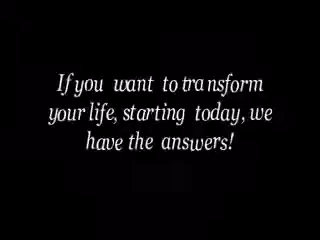 If you want to transform
your life, starting today, we
have the answers!